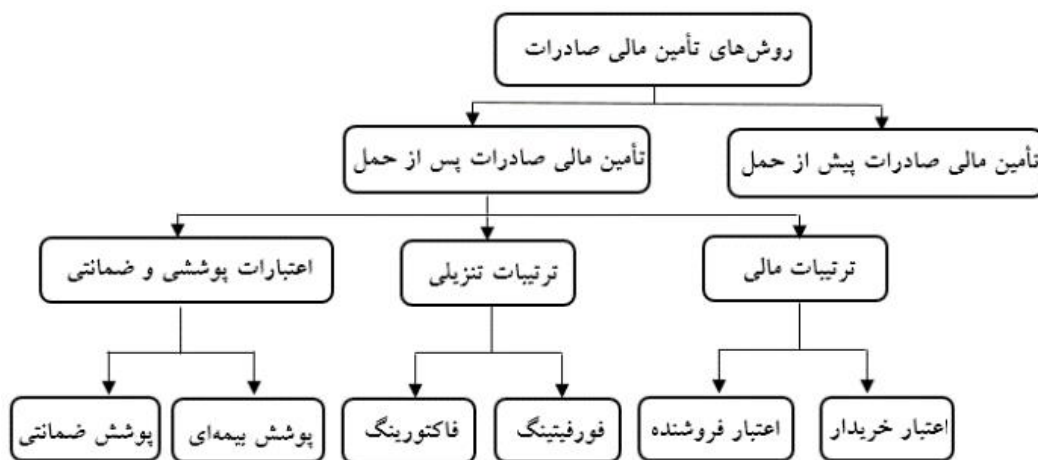 روش‌های تأمین مالی صادرات
تأمین مالی صادرات پیش از حمل
تأمین مالی صادرات پس از حمل
ترتیبات مالی
ترتیبات تنزیلی
اعتبارات پوششی و ضمانتی
اعتبار خریدار
اعتبار فروشنده
فورفیتینگ
فاکتورینگ
پوشش بیمه‌ای
پوشش ضمانتی